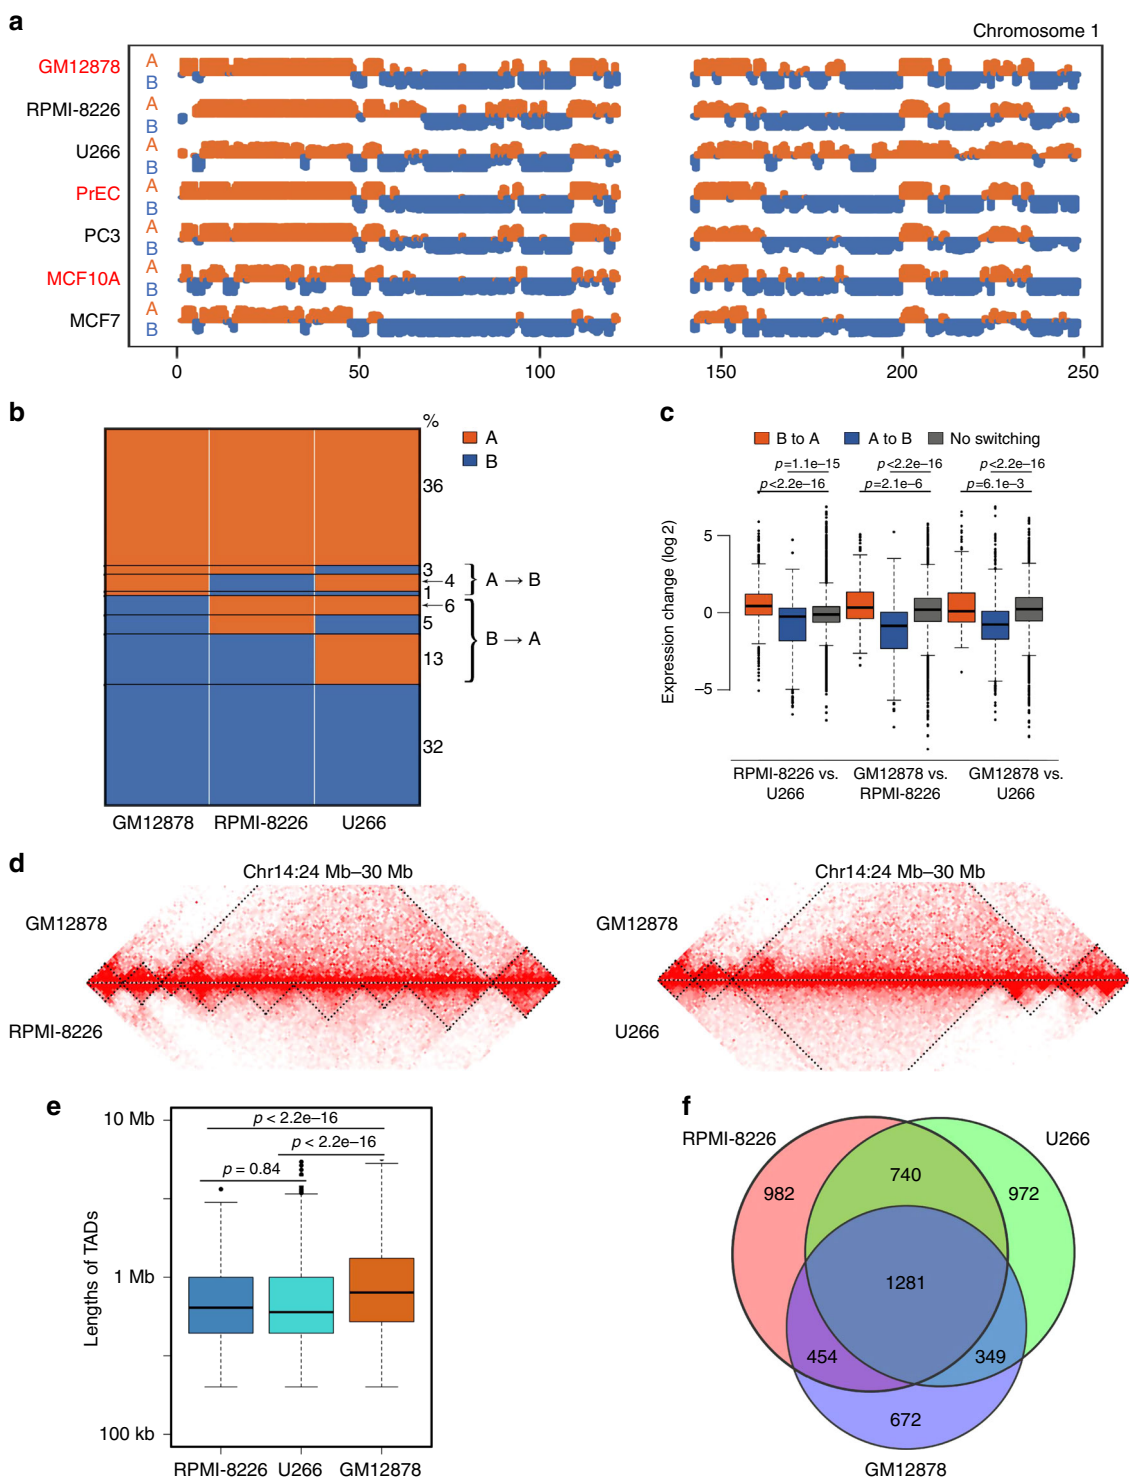 a
Chromosome 1
GM12878 A
B
RPMI-8226 A
B
U266 A
B
PrEC A
B
PC3 A
B
MCF10A A
B
MCF7 A
B
0 50 100 150 200 250
b
%
A
B
36
3
4
1
6
5
13
32
A → B
B → A
GM12878 RPMI-8226 U266
c
B to A A to B No switching
p=1.1e–15 p<2.2e–16 p<2.2e–16
p<2.2e–16 p=2.1e–6 p=6.1e–3
Expression change (log 2)
5
0
–5
RPMI-8226 vs. U266
GM12878 vs. RPMI-8226
GM12878 vs. U266
d
Chr14:24 Mb–30 Mb
GM12878
RPMI-8226
Chr14:24 Mb–30 Mb
GM12878
U266
e
10 Mb
1 Mb
100 kb
Lengths of TADs
p < 2.2e–16
p < 2.2e–16
p = 0.84
RPMI-8226 U266 GM12878
f
RPMI-8226
U266
982
740
972
1281
454
349
672
GM12878